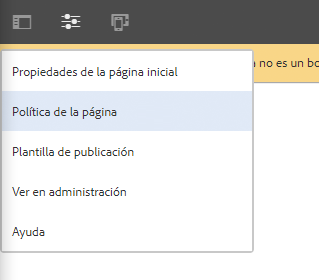 no es un bo
Propiedades de la página inicial
Política de la página
Plantilla de publicación
Ver en administración
Ayuda